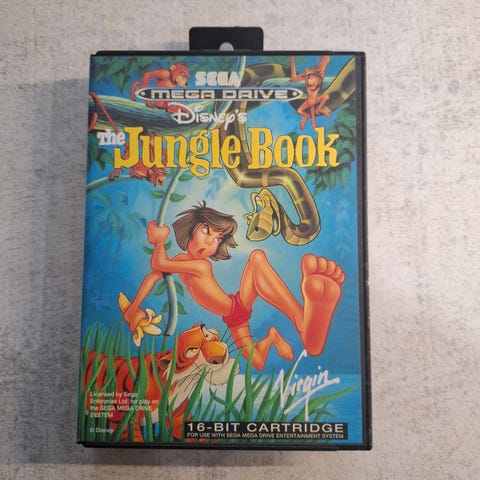 SEGA
MEGA DRIVE
Disney's
The Jungle Book
Licensed by Sega
Enterprise Ltd. for play on
the SEGA MEGA DRIVE
SYSTEM
© Disney
Virgin
16-BIT CARTRIDGE
FOR USE WITH SEGA MEGA DRIVE ENTERTAINMENT SYSTEM